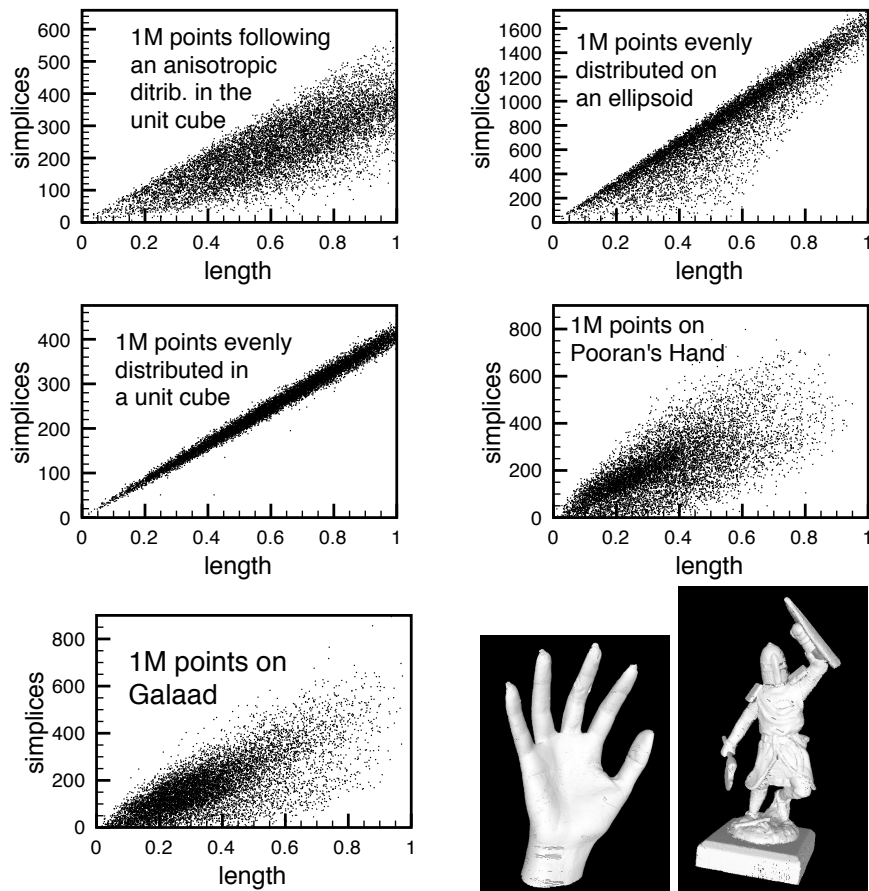 600
500
400
300
200
100
0
simplices
1M points following
an anisotropic
ditrib. in the
unit cube
0 0.2 0.4 0.6 0.8 1
length
1600
1400
1200
1000
800
600
400
200
0
simplices
1M points evenly
distributed on
an ellipsoid
0 0.2 0.4 0.6 0.8 1
length
400
300
200
100
0
simplices
1M points evenly
distributed in
a unit cube
0 0.2 0.4 0.6 0.8 1
length
800
600
400
200
0
simplices
1M points on
Pooran's Hand
0 0.2 0.4 0.6 0.8 1
length
800
600
400
200
0
simplices
1M points on
Galaad
0 0.2 0.4 0.6 0.8 1
length